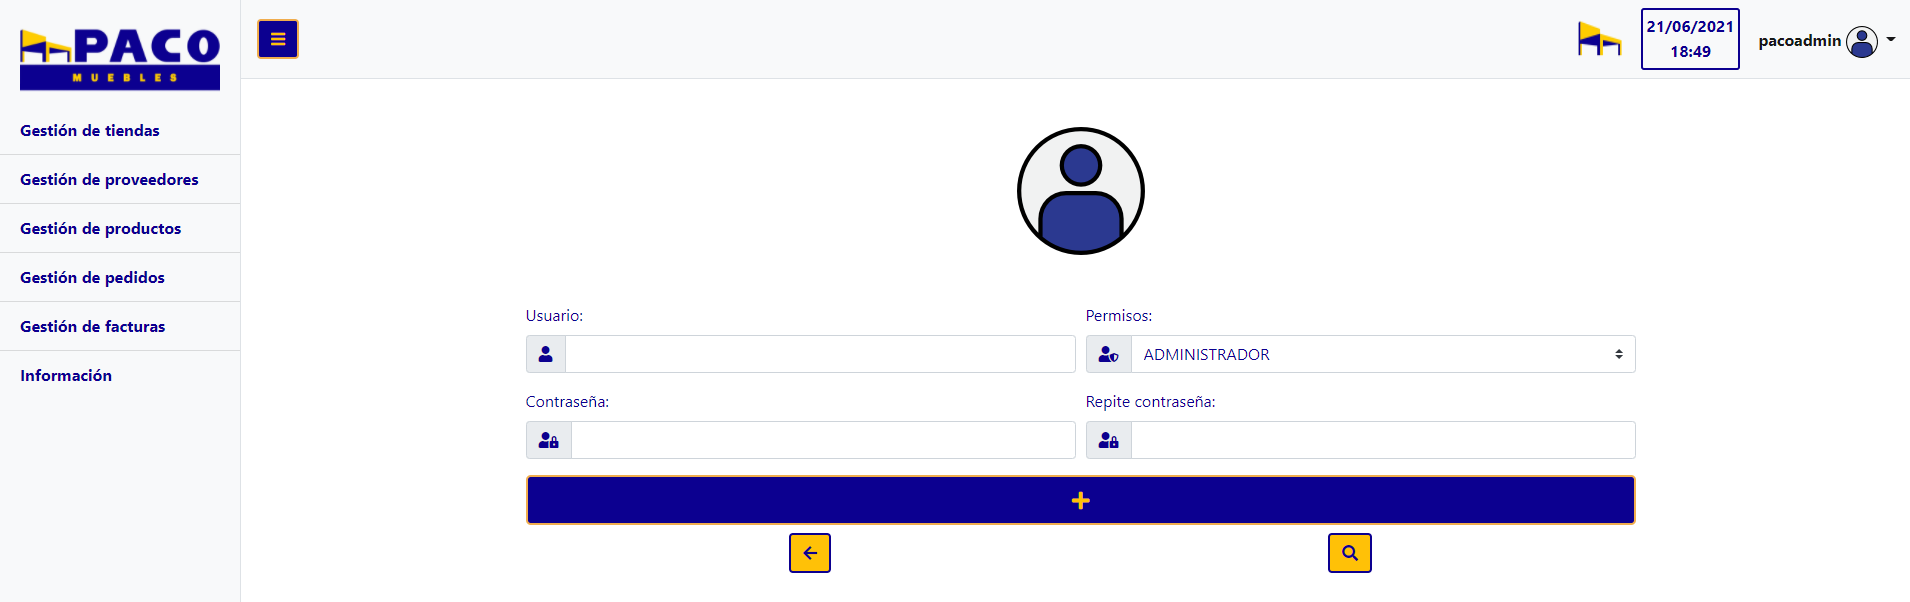 PACO
MUEBLES
Gestión de tiendas
Gestión de proveedores
Gestión de productos
Gestión de pedidos
Gestión de facturas
Información
21/06/2021
18:49
pacoadmin
Usuario:
Permisos:
ADMINISTRADOR
Contraseña:
Repite contraseña: